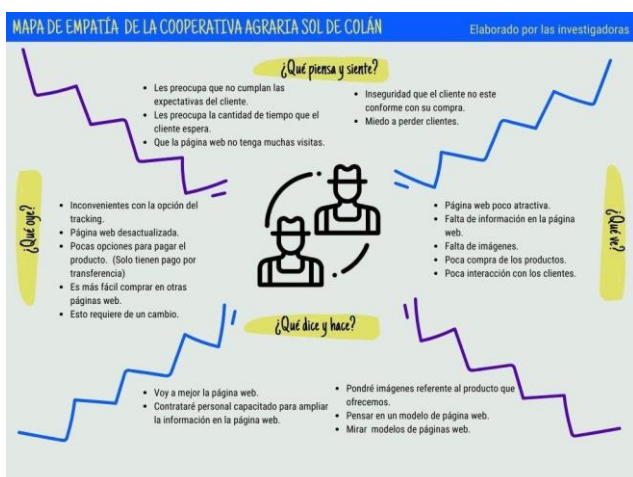 MAPA DE EMPATÍA DE LA COOPERATIVA AGRARIA SOL DE COLÁN
Elaborado por las investigadoras
¿Qué piensa y siente?
• Les preocupa que no cumplan las
expectativas del cliente.
• Les preocupa la cantidad de tiempo que el
cliente espera.
• Que la página web no tenga muchas visitas.
• Inseguridad que el cliente no este
conforme con su compra.
• Miedo a perder clientes.
¿Qué oye?
• Inconvenientes con la opción del
tracking.
• Página web desactualizada.
• Pocas opciones para pagar el
producto. (Solo tienen pago por
transferencia)
• Es más fácil comprar en otras
páginas web.
• Esto requiere de un cambio.
• Página web poco atractiva.
• Falta de información en la página
web.
• Falta de imágenes.
• Poca compra de los productos.
• Poca interacción con los clientes.
¿Qué ve?
¿Qué dice y hace?
• Voy a mejor la página web.
• Contrataré personal capacitado para ampliar
la información en la página web.
• Pondré imágenes referente al producto que
ofrecemos.
• Pensar en un modelo de página web.
• Mirar modelos de páginas web.